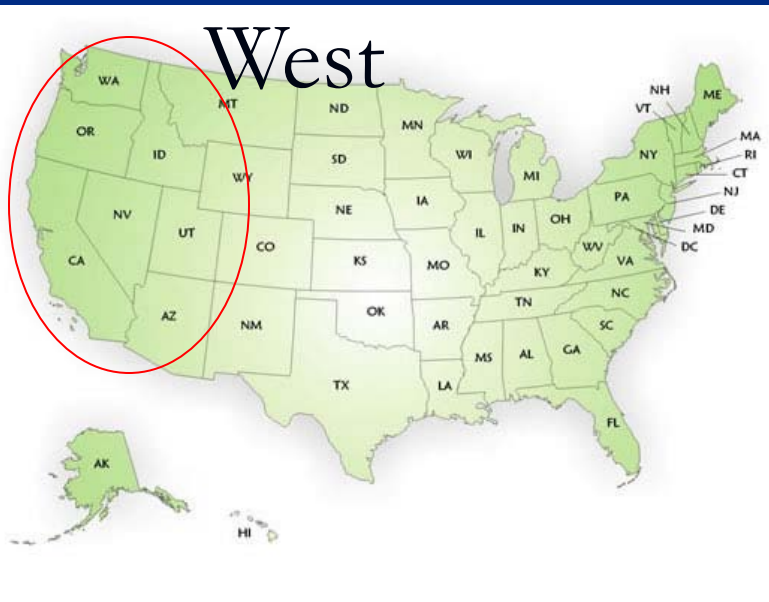 West
WA
MT
ND
MN
NH
ME
VT
OR
ID
SD
WI
MA
NY
RI
WY
MI
CT
NJ
NV
NE
IA
PA
DE
UT
CO
IL
IN
OH
WV
MD
DC
CA
KS
MO
KY
VA
NC
AZ
NM
OK
AR
TN
SC
MS
AL
GA
TX
LA
FL
AK
HI